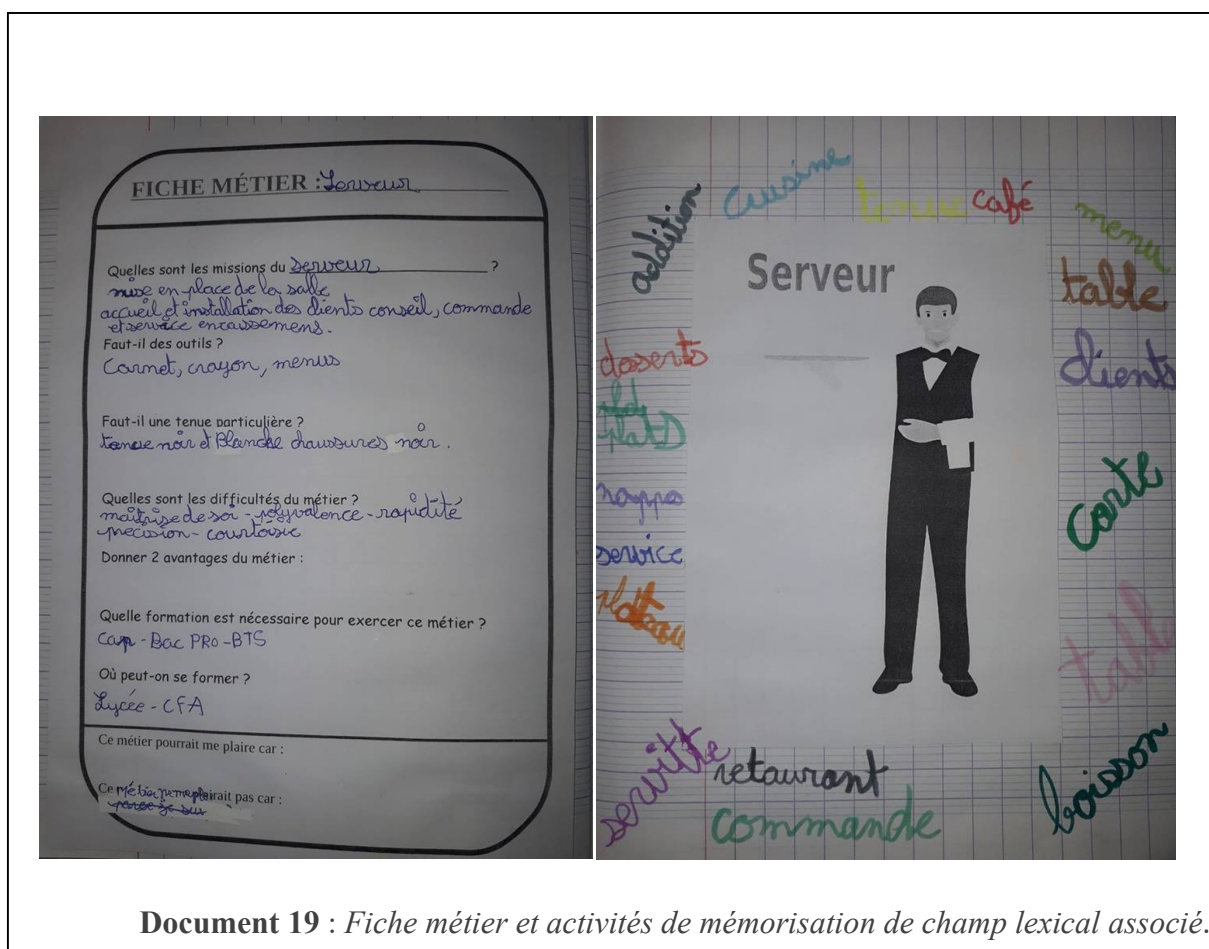 FICHE MÉTIER : Serveur
Quelles sont les missions du serveur ?
mise en place de la salle
accueil et installation des clients conseil, commande
et service encaissemens.
Faut-il des outils ?
Carnet, crayon, menus
Faut-il une tenue particulière ?
tenue noir et Blanche chaussures noir.
Quelles sont les difficultés du métier ?
maîtrise de soi - polyvalence - rapidité
précision - courtoisie
Donner 2 avantages du métier :
Quelle formation est nécessaire pour exercer ce métier ?
Cap - Bac PRO - BTS
Où peut-on se former ?
Lycée - CFA
Ce métier pourrait me plaire car :
Ce pas car :
addition
cuisine
tenue
café
menu
table
clients
Serveur
desserts
plats
nappe
service
plateau
carte
table
serviette
retaurant
commande
boisson
Document 19 : Fiche métier et activités de mémorisation de champ lexical associé.